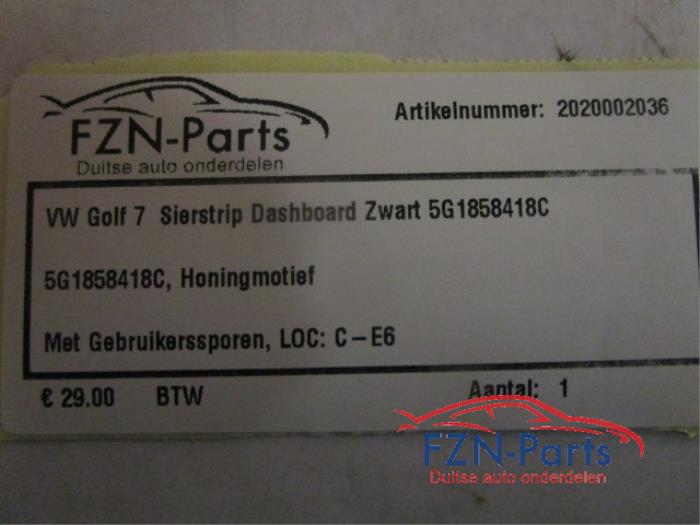 FZN-Parts
Duitse auto onderdelen
Artikelnummer: 2020002036
VW Golf 7 Sierstrip Dashboard Zwart 5G1858418C
5G1858418C, Honingmotief
Met Gebruikerssporen, LOC: C-E6
€ 29.00 BTW Aantal: 1
FZN-Parts
Duitse auto onderdelen